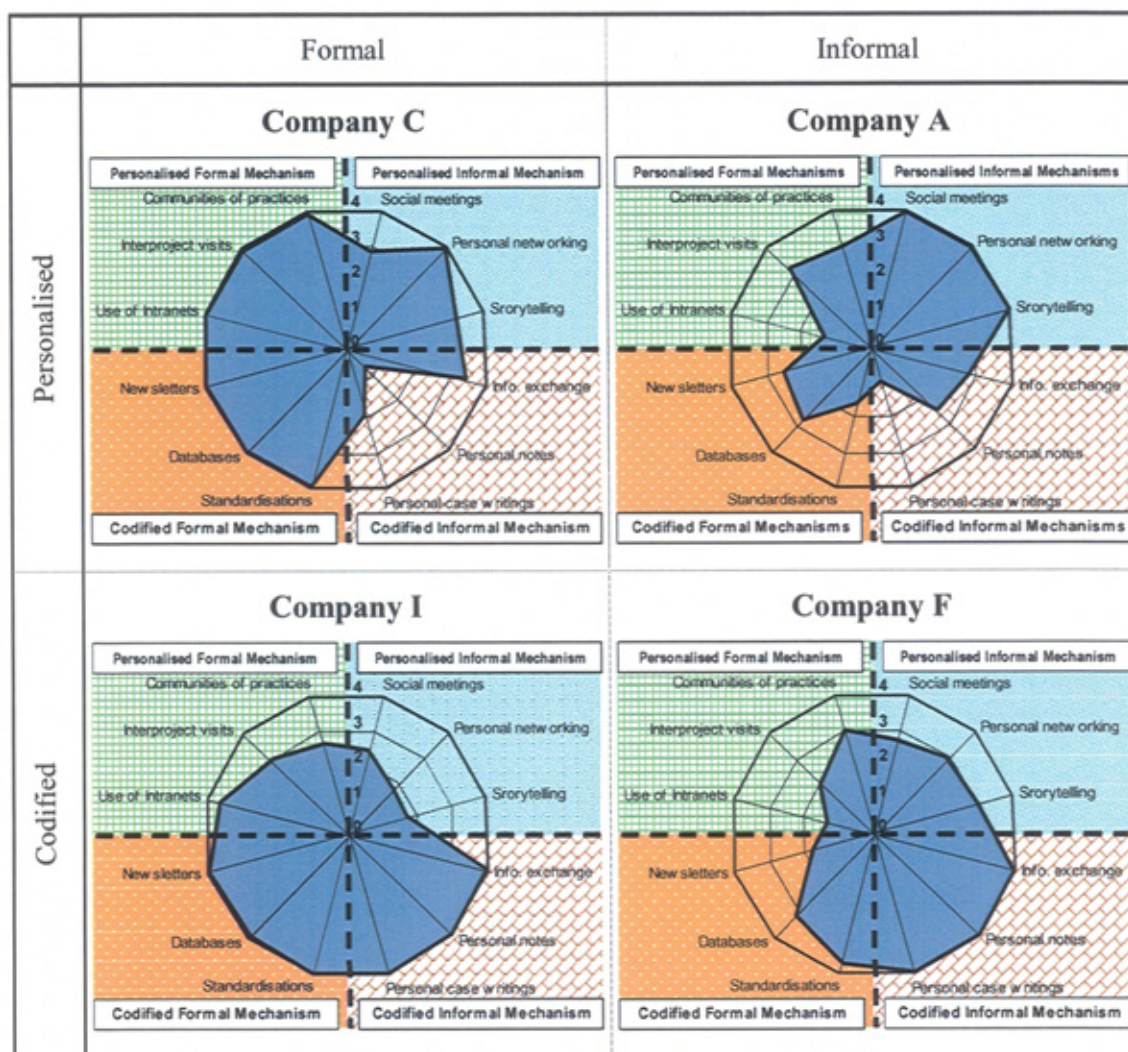 Formal Informal
Personalised
Company C
Personalised Formal Mechanism Personalised Informal Mechanism
Communities of practices 4 Social meetings
Interproject visits 3 Personal netw orking
2
Use of Intranets 1 Srorytelling
0
New sletters Info. exchange
Databases Personal notes
Standardisations Personal case w ritings
Codified Formal Mechanism Codified Informal Mechanism
Company A
Personalised Formal Mechanisms Personalised Informal Mechanisms
Communities of practices 4 Social meetings
Interproject visits 3 Personal netw orking
2
Use of Intranets 1 Srorytelling
0
New sletters Info. exchange
Databases Personal notes
Standardisations Personal case w ritings
Codified Formal Mechanisms Codified Informal Mechanisms
Codified
Company I
Personalised Formal Mechanism Personalised Informal Mechanism
Communities of practices 4 Social meetings
Interproject visits 3 Personal netw orking
2
Use of Intranets 1 Srorytelling
0
New sletters Info. exchange
Databases Personal notes
Standardisations Personal case w ritings
Codified Formal Mechanism Codified Informal Mechanism
Company F
Personalised Formal Mechanism Personalised Informal Mechanism
Communities of practices 4 Social meetings
Interproject visits 3 Personal netw orking
2
Use of Intranets 1 Srorytelling
0
New sletters Info. exchange
Databases Personal notes
Standardisations Personal case w ritings
Codified Formal Mechanism Codified Informal Mechanism